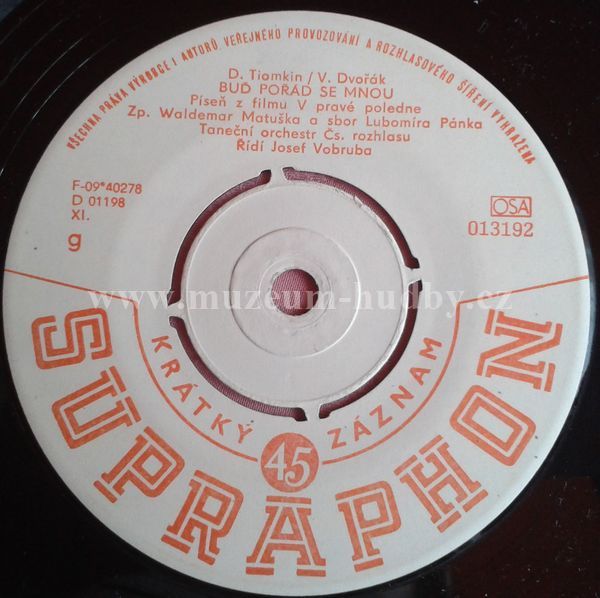 VŠECHNA PRÁVA VÝROBCE I AUTORŮ, VEŘEJNÉHO PROVOZOVÁNÍ A ROZHLASOVÉHO ŠÍŘENÍ VYHRAŽENA
D. Tiomkin/V. Dvořák
BUĎ POŘÁD SE MNOU
Píseň z filmu V pravé poledne
Zp. Waldemar Matuška a sbor Lubomíra Pánka
Taneční orchestr Čs. rozhlasu
Řídí Josef Vobruba
F-09*40278
D 01198
XI.
g
OSA
013192
www.muzeum-hudby.cz
KRÁTKÝ 45 ZÁZNAM
SUPRAPHON